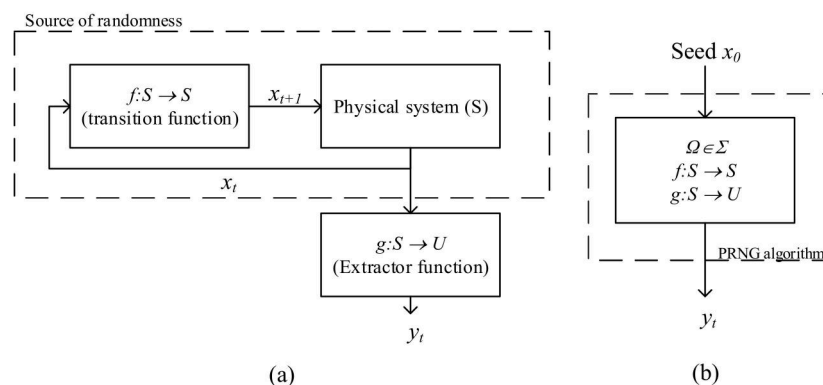 Source of randomness
f:S → S
(transition function)
x_{t+1}
Physical system (S)
x_t
g:S → U
(Extractor function)
y_t
(a)
Seed x_0
Ω∈Σ
f:S → S
g:S → U
PRNG algorithm
y_t
(b)